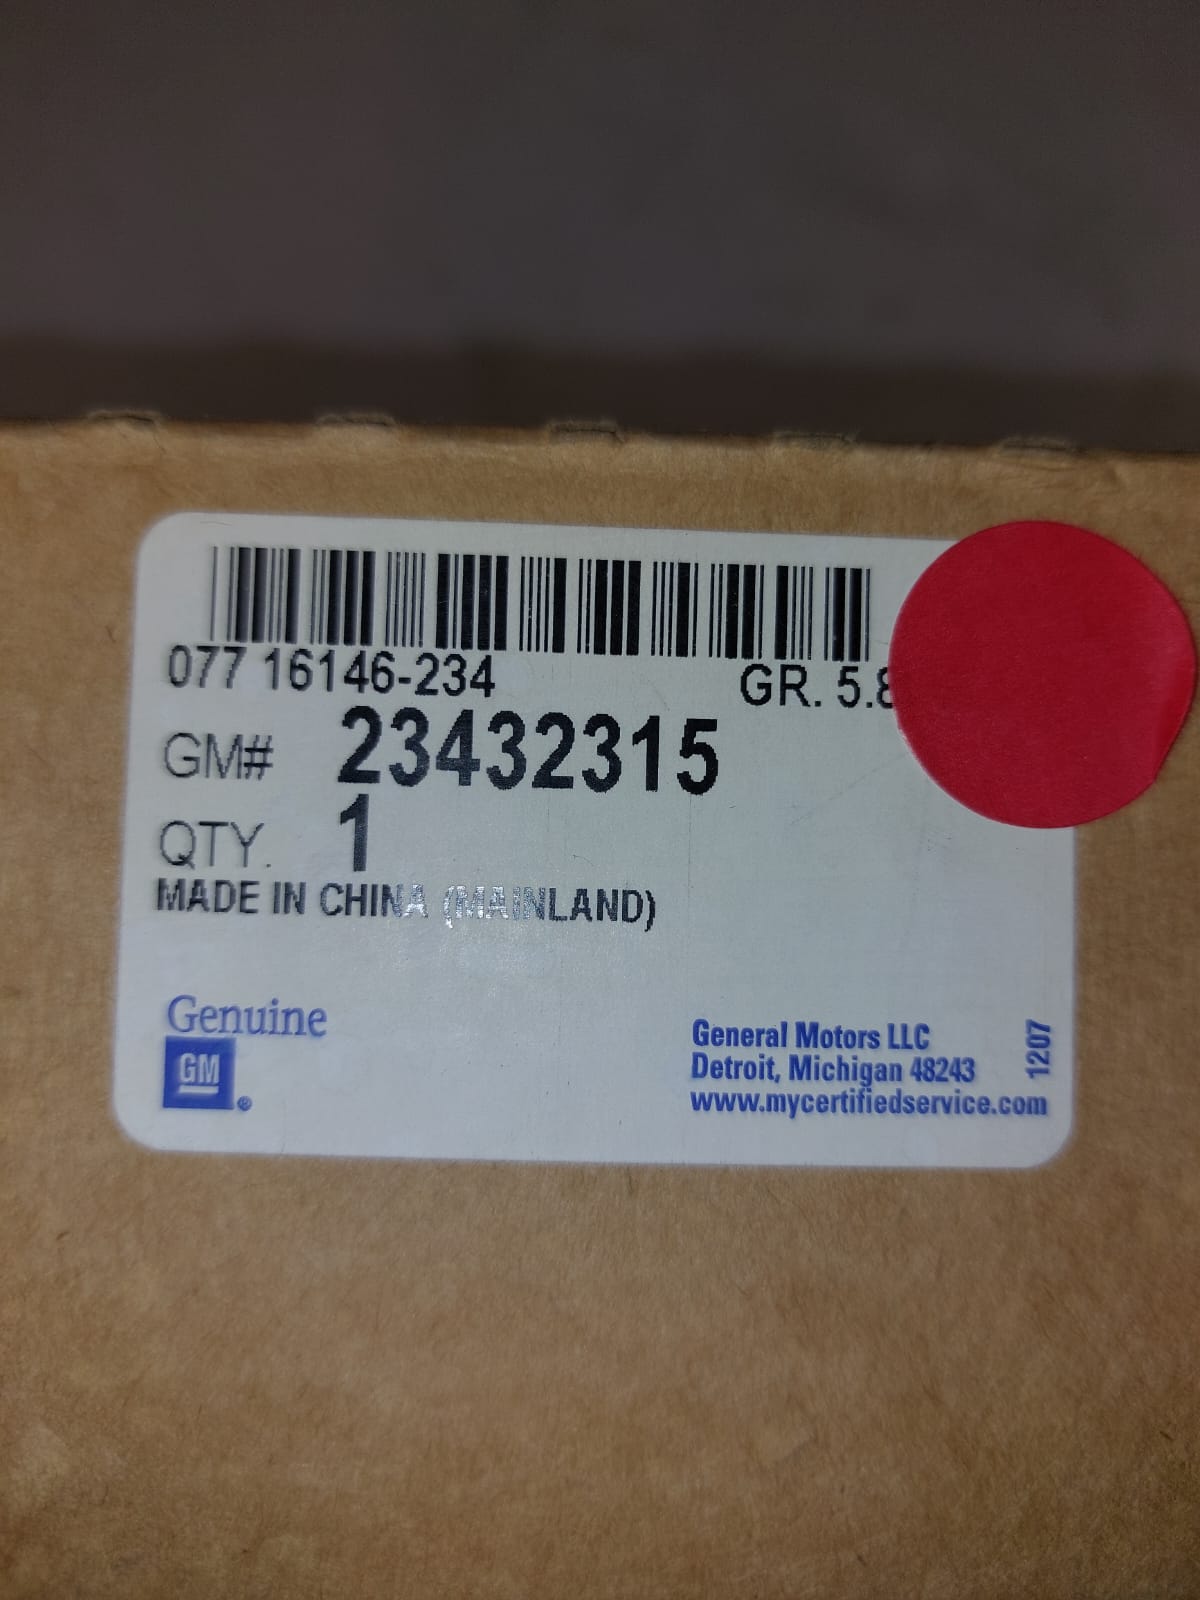 077 16146-234 GR. 5.8
GM# 23432315
QTY. 1
MADE IN CHINA (MAINLAND)
Genuine
GM®
General Motors LLC
Detroit, Michigan 48243
www.mycertifiedservice.com
1207